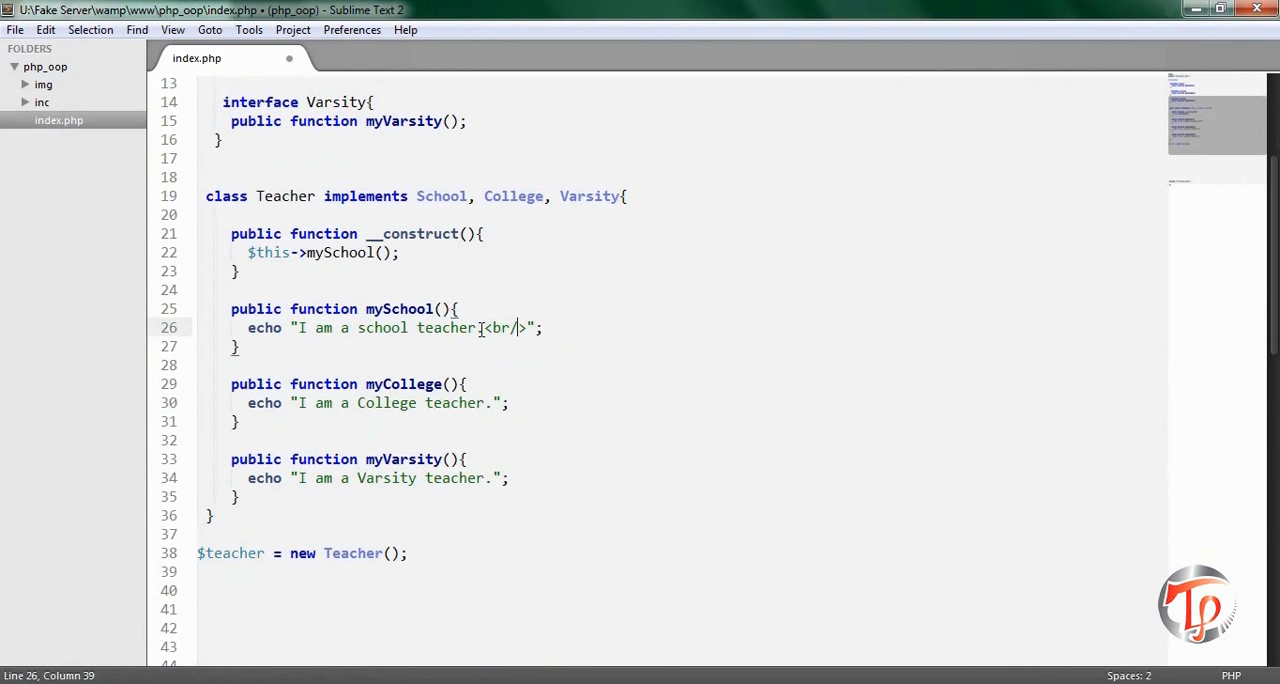 U:\Fake Server\wamp\www\php_oop\index.php • (php_oop) - Sublime Text 2
File Edit Selection Find View Goto Tools Project Preferences Help
FOLDERS
php_oop
img
inc
index.php
index.php
13
14 interface Varsity{
15 public function myVarsity();
16 }
17
18
19 class Teacher implements School, College, Varsity{
20
21 public function __construct(){
22 $this->mySchool();
23 }
24
25 public function mySchool(){
26 echo "I am a school teacher.<br/>";
27 }
28
29 public function myCollege(){
30 echo "I am a College teacher.";
31 }
32
33 public function myVarsity(){
34 echo "I am a Varsity teacher.";
35 }
36 }
37
38 $teacher = new Teacher();
39
40
41
42
43
44
Line 26, Column 39 Spaces: 2 PHP
TP